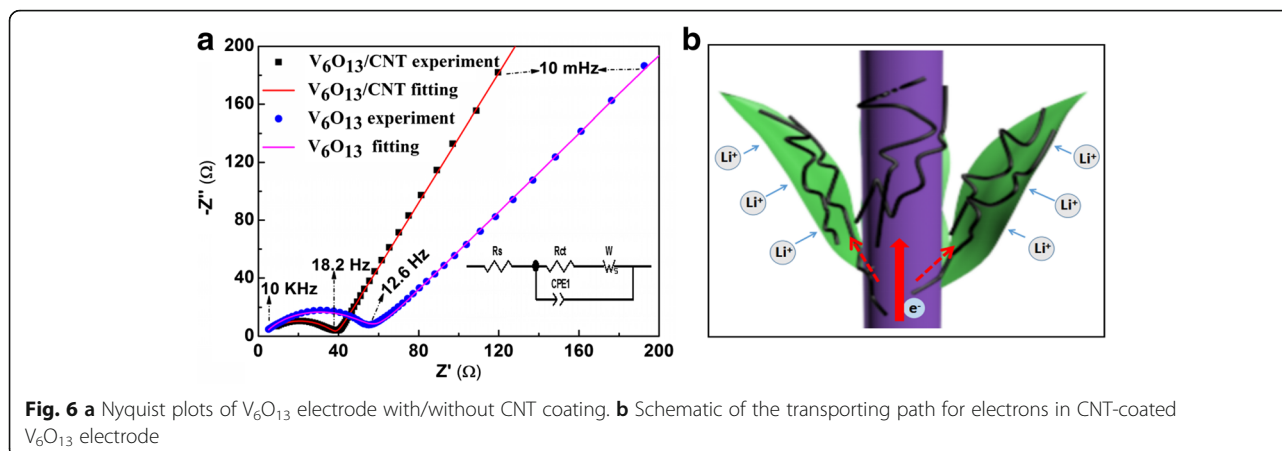 a
200
160
120
80
40
0
-Z" (Ω)
V₆O₁₃/CNT experiment
V₆O₁₃/CNT fitting
V₆O₁₃ experiment
V₆O₁₃ fitting
10 mHz
10 KHz
18.2 Hz
12.6 Hz
Rs
Rct
W
s
CPE1
0 40 80 120 160 200
Z' (Ω)
b
Li⁺
Li⁺
Li⁺
Li⁺
Li⁺
Li⁺
e⁻
Fig. 6 a Nyquist plots of V₆O₁₃ electrode with/without CNT coating. b Schematic of the transporting path for electrons in CNT-coated
V₆O₁₃ electrode